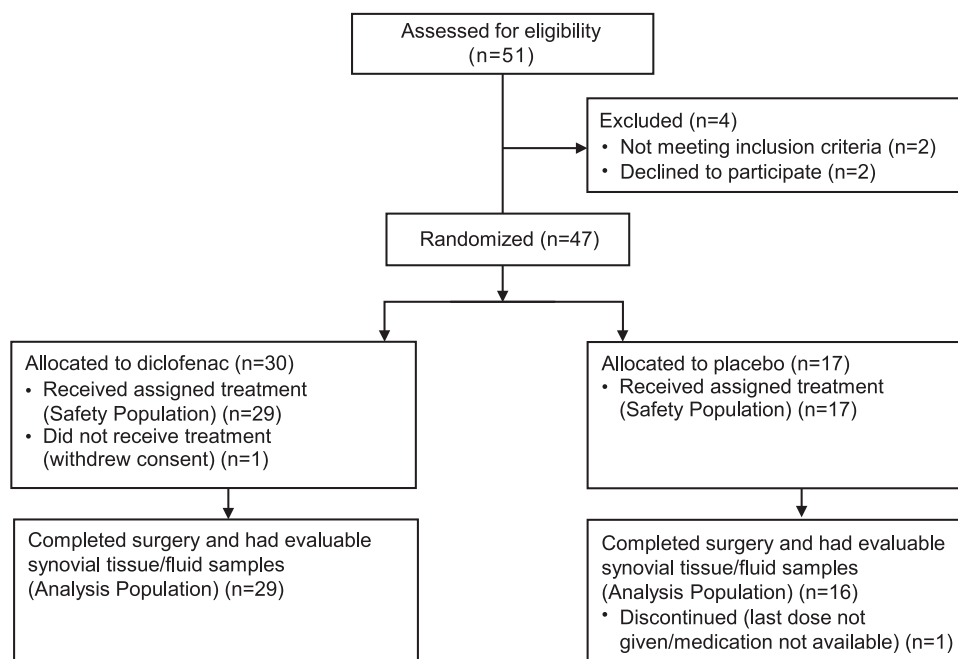 Assessed for eligibility
(n=51)
Excluded (n=4)
• Not meeting inclusion criteria (n=2)
• Declined to participate (n=2)
Randomized (n=47)
Allocated to diclofenac (n=30)
• Received assigned treatment
(Safety Population) (n=29)
• Did not receive treatment
(withdrew consent) (n=1)
Allocated to placebo (n=17)
• Received assigned treatment
(Safety Population) (n=17)
Completed surgery and had evaluable
synovial tissue/fluid samples
(Analysis Population) (n=29)
Completed surgery and had evaluable
synovial tissue/fluid samples
(Analysis Population) (n=16)
• Discontinued (last dose not
given/medication not available) (n=1)